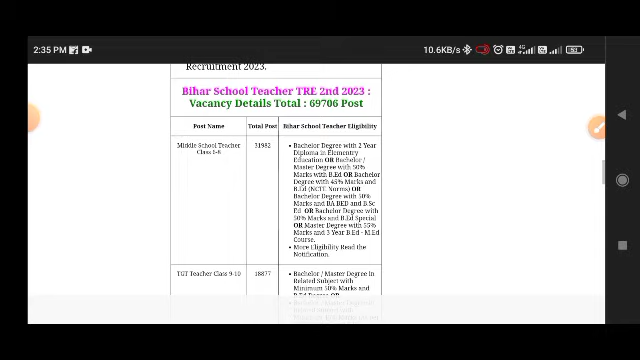 2:35 PM
10.6KB/s
4G
Recruitment 2023.
Bihar School Teacher TRE 2nd 2023 :
Vacancy Details Total : 69706 Post
Post Name Total Post Bihar School Teacher Eligibility
Middle School Teacher
Class 6-8
31982
• Bachelor Degree with 2 Year
Diploma in Elementry
Education OR Bachelor /
Master Degree with 50%
Marks with B.Ed OR Bachelor
Degree with 45% Marks and
B.Ed (NCTE Norms) OR
Bachelor Degree with 50%
Marks and BA BED and B.Sc
Ed OR Bachelor Degree with
50% Marks and B.Ed Special
OR Master Degree with 55%
Marks and 3 Year B.Ed - M.Ed
Course.
• More Eligibility Read the
Notification.
TGT Teacher Class 9-10
18877
• Bachelor / Master Degree in
Related Subject with
Minimum 50% Marks and
B.Ed Degree OR